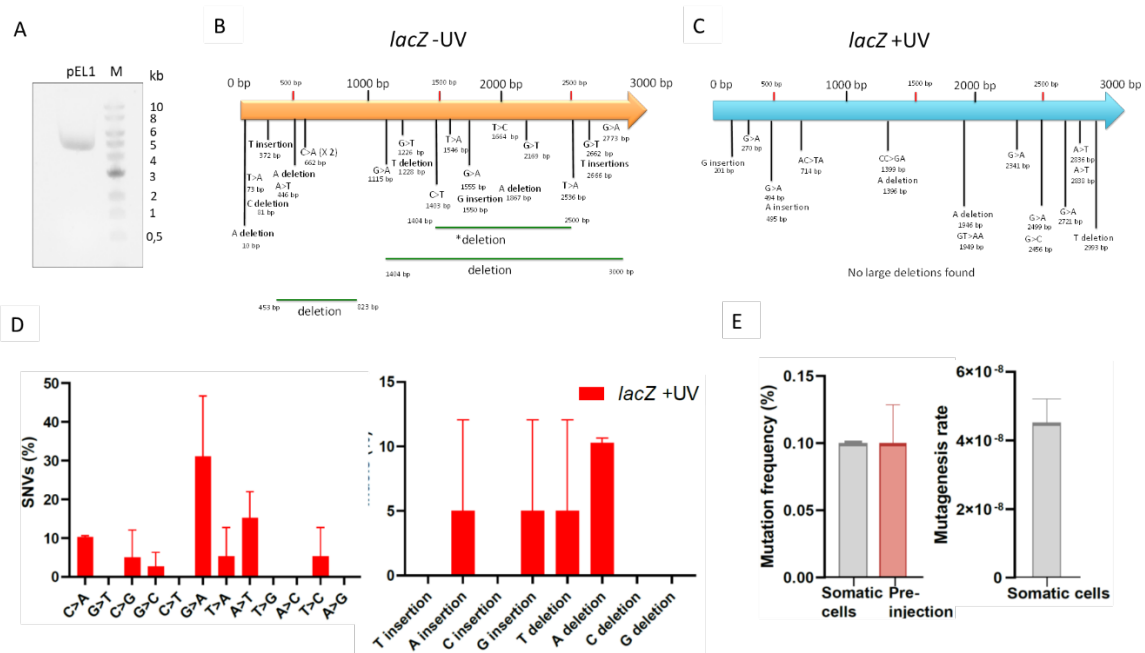 A
pEL1 M kb
10
8
6
5
4
3
2
1
0,5
B
lacZ -UV
0 bp 500 bp 1000 bp 1500 bp 2000 bp 2500 bp 3000 bp
T insertion
372 bp
C>A (X 2)
662 bp
A deletion
A>T
446 bp
T>A
73 bp
C deletion
81 bp
A deletion
10 bp
G>A
1115 bp
G>T
1226 bp
T deletion
1228 bp
C>T
1403 bp
T>A
1546 bp
G>A
1555 bp
G insertion
1550 bp
T>C
1664 bp
A deletion
1867 bp
G>T
2169 bp
T>A
2536 bp
G>T
2662 bp
T insertions
2666 bp
G>A
2773 bp
1404 bp 2500 bp
*deletion
1404 bp 3000 bp
deletion
453 bp 823 bp
deletion
C
lacZ +UV
0 bp 500 bp 1000 bp 1500 bp 2000 bp 2500 bp 3000 bp
G insertion
201 bp
G>A
270 bp
G>A
494 bp
A insertion
495 bp
AC>TA
714 bp
CC>GA
1399 bp
A deletion
1396 bp
A deletion
1946 bp
GT>AA
1949 bp
G>A
2341 bp
G>A
2499 bp
G>C
2456 bp
G>A
2721 bp
A>T
2836 bp
A>T
2838 bp
T deletion
2993 bp
No large deletions found
D
SNVs (%)
50
40
30
20
10
0
C>A G>T C>G G>C C>T G>A T>A A>T T>G A>C T>C A>G
lacZ +UV
15
10
5
0
T insertion A insertion C insertion G insertion T deletion A deletion C deletion G deletion
E
Mutation frequency (%)
0.15
0.10
0.05
0.00
Somatic Pre-
cells injection
Mutagenesis rate
6×10-8
4×10-8
2×10-8
0
Somatic cells